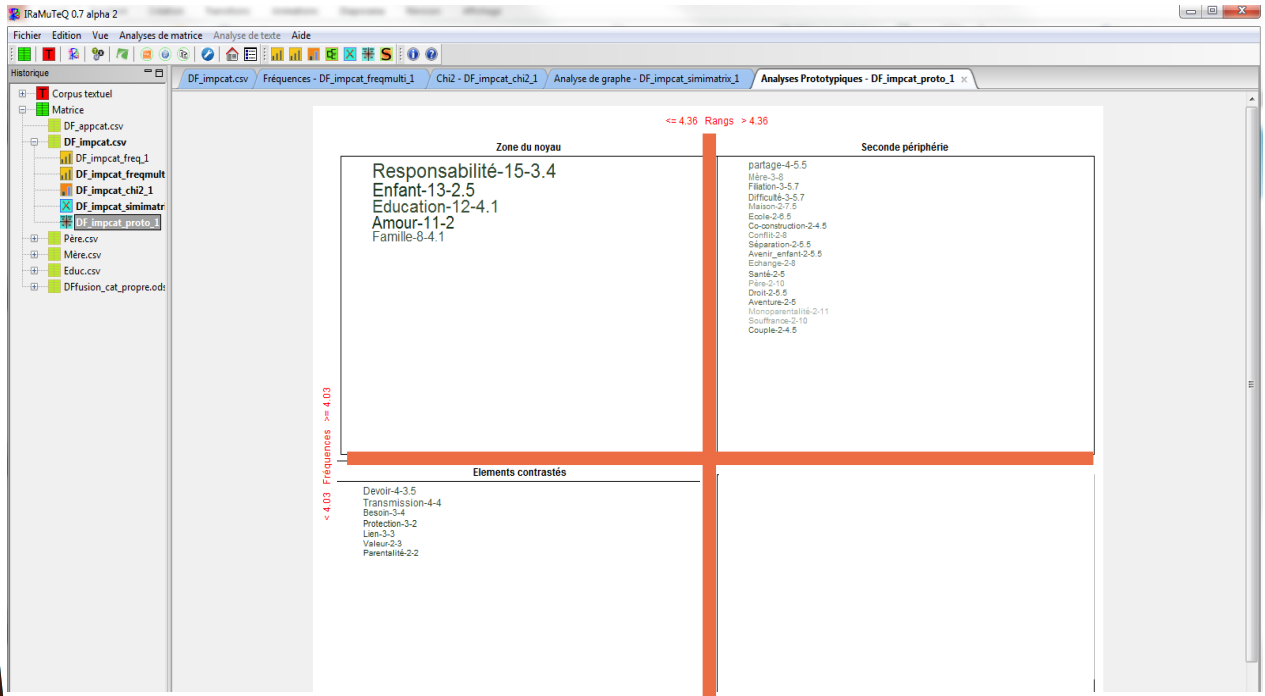 IRaMuTeQ 0.7 alpha 2
Fichier Edition Vue Analyses de matrice Analyse de texte Aide
Historique
DF_impcat.csv
Fréquences - DF_impcat_freqmulti_1
Chi2 - DF_impcat_chi2_1
Analyse de graphe - DF_impcat_simimatrix_1
Analyses Prototypiques - DF_impcat_proto_1
Corpus textuel
Matrice
DF_appcat.csv
DF_impcat.csv
DF_impcat_freq_1
DF_impcat_freqmult
DF_impcat_chi2_1
DF_impcat_simimatr
DF_impcat_proto_1
Père.csv
Mère.csv
Educ.csv
DFfusion_cat_propre.ods
<= 4.36 Rangs > 4.36
< 4.03 Fréquences >= 4.03
Zone du noyau
Responsabilité-15-3.4
Enfant-13-2.5
Education-12-4.1
Amour-11-2
Famille-8-4.1
Seconde périphérie
partage-4-5.5
Mère-3-8
Filiation-3-5.7
Difficulté-3-5.7
Maison-2-7.5
Ecole-2-6.5
Co-construction-2-4.5
Conflit-2-8
Séparation-2-5.5
Avenir_enfant-2-5.5
Echange-2-8
Santé-2-5
Père-2-10
Droit-2-5.5
Aventure-2-5
Monoparentalité-2-11
Souffrance-2-10
Couple-2-4.5
Elements contrastés
Devoir-4-3.5
Transmission-4-4
Besoin-3-4
Protection-3-2
Lien-3-3
Valeur-2-3
Parentalité-2-2